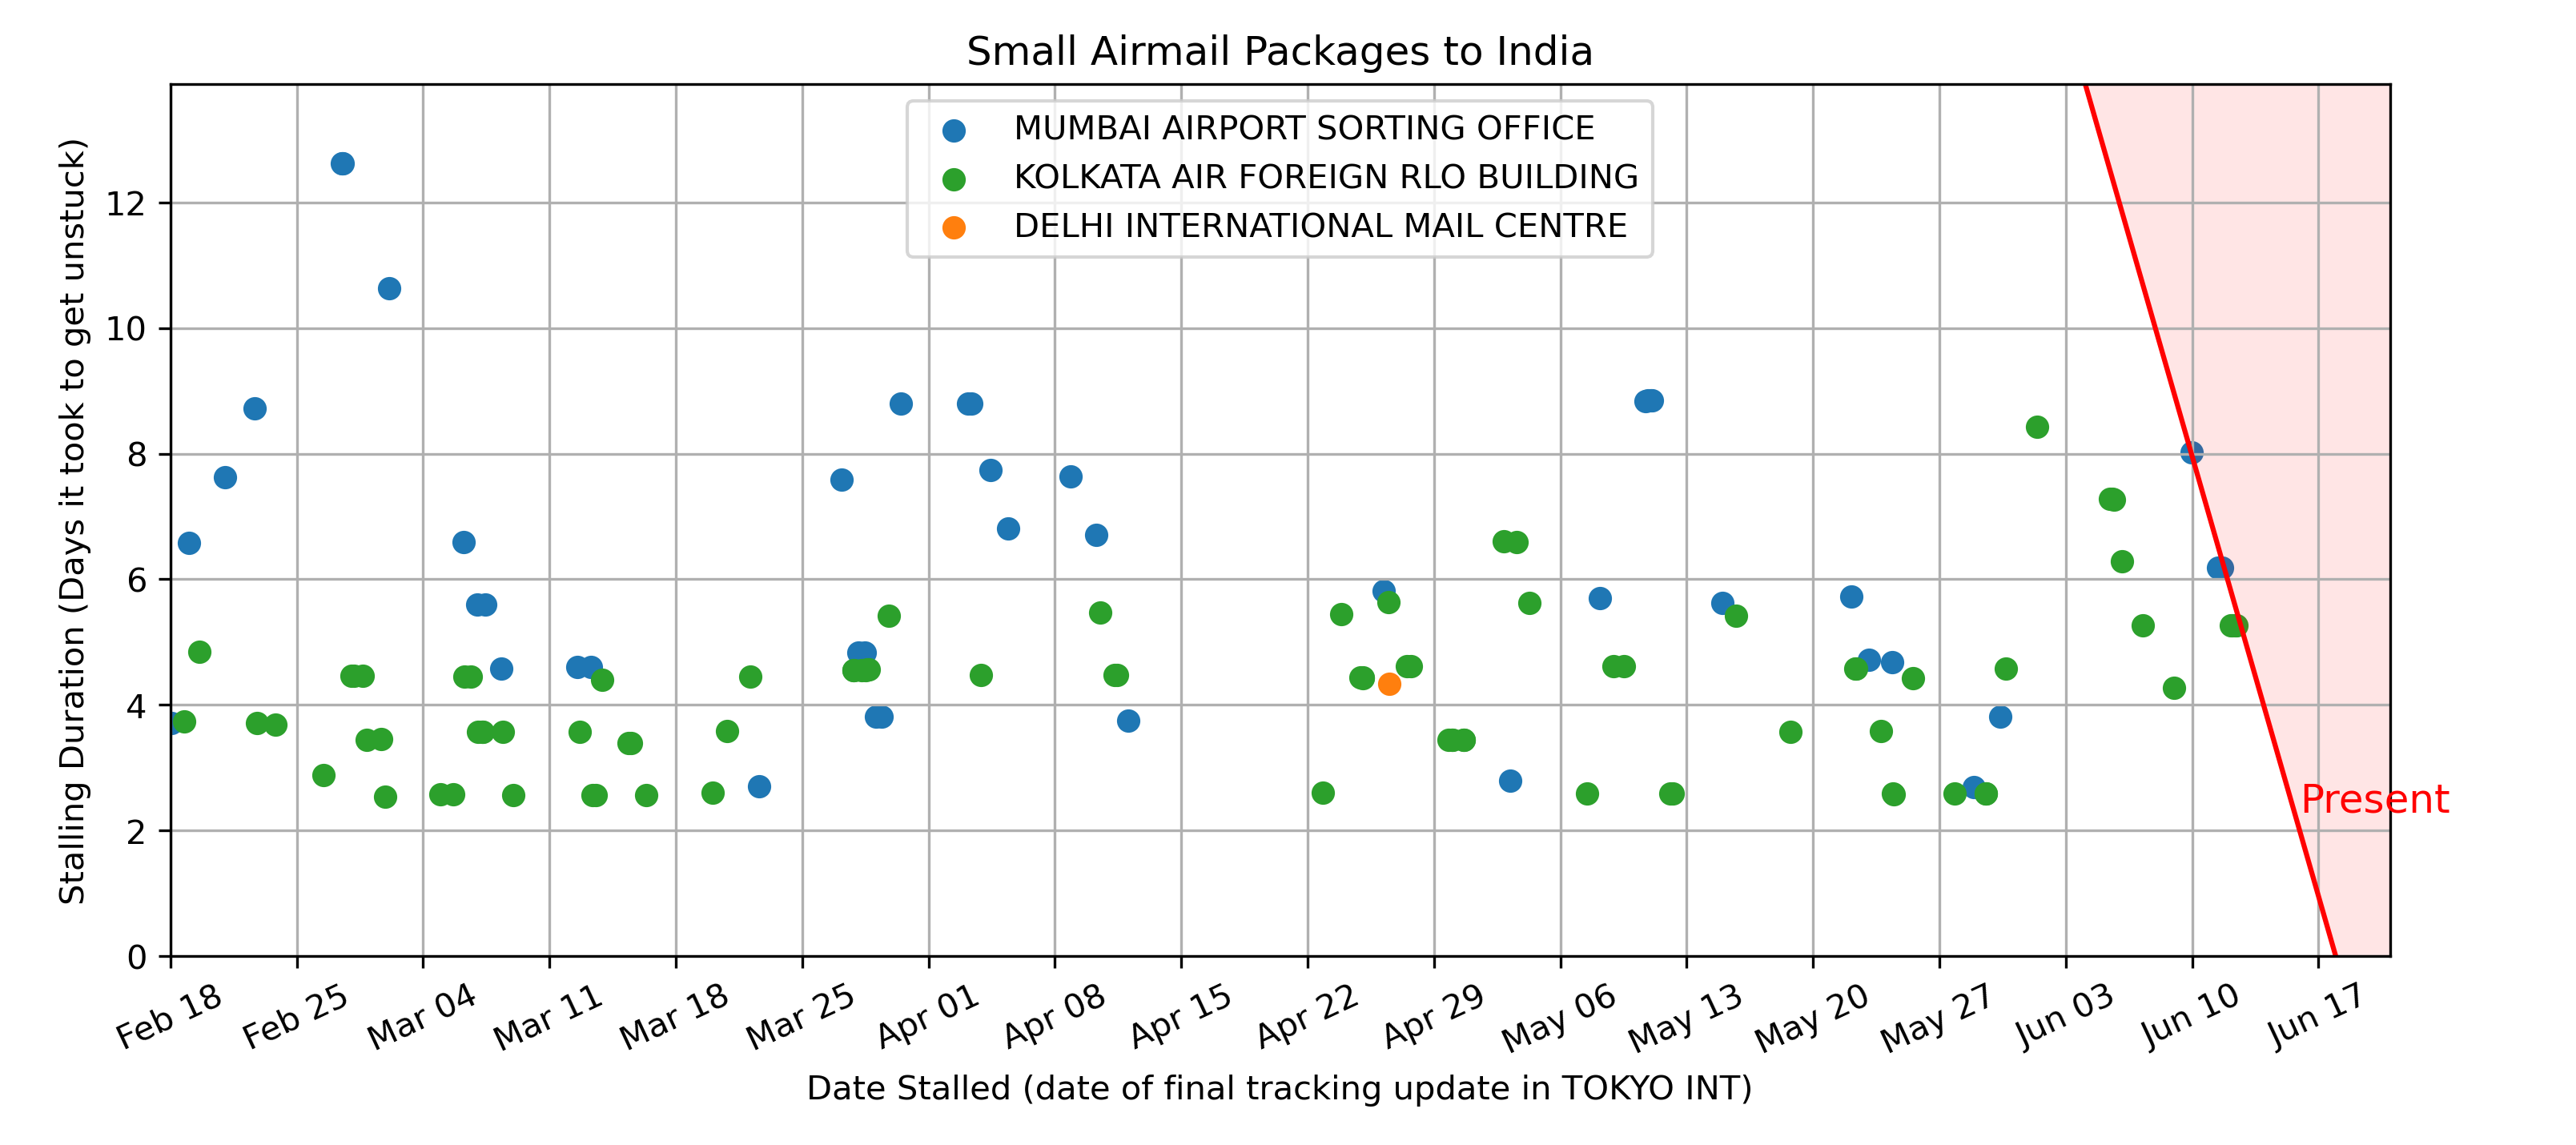 Small Airmail Packages to India
MUMBAI AIRPORT SORTING OFFICE
KOLKATA AIR FOREIGN RLO BUILDING
DELHI INTERNATIONAL MAIL CENTRE
Stalling Duration (Days it took to get unstuck)
12
10
8
6
4
2
0
Present
Feb 18 Feb 25 Mar 04 Mar 11 Mar 18 Mar 25 Apr 01 Apr 08 Apr 15 Apr 22 Apr 29 May 06 May 13 May 20 May 27 Jun 03 Jun 10 Jun 17
Date Stalled (date of final tracking update in TOKYO INT)